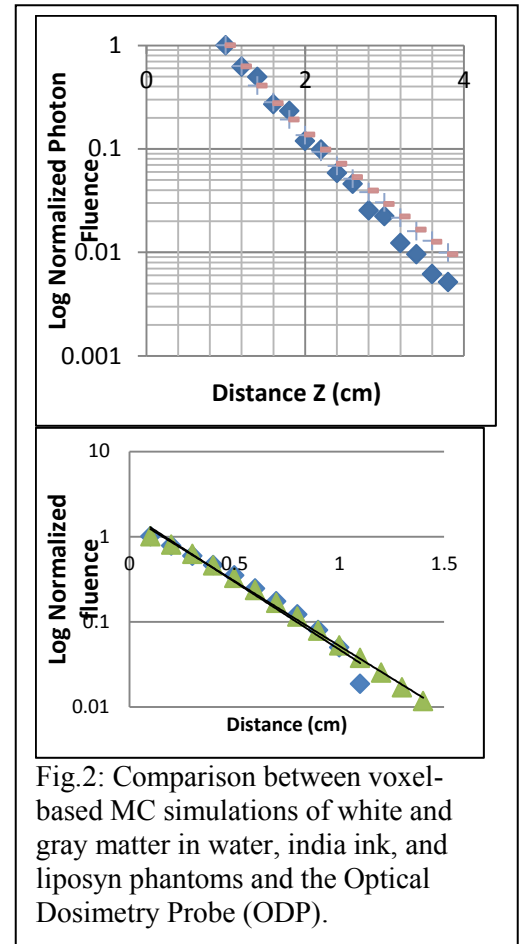 1
0 2 4
0.1
0.01
0.001
Log Normalized Photon
Fluence
Distance Z (cm)
10
1
0 0.5 1 1.5
0.1
0.01
Log Normalized
fluence
Distance (cm)
Fig.2: Comparison between voxel-
based MC simulations of white and
gray matter in water, india ink, and
liposyn phantoms and the Optical
Dosimetry Probe (ODP).